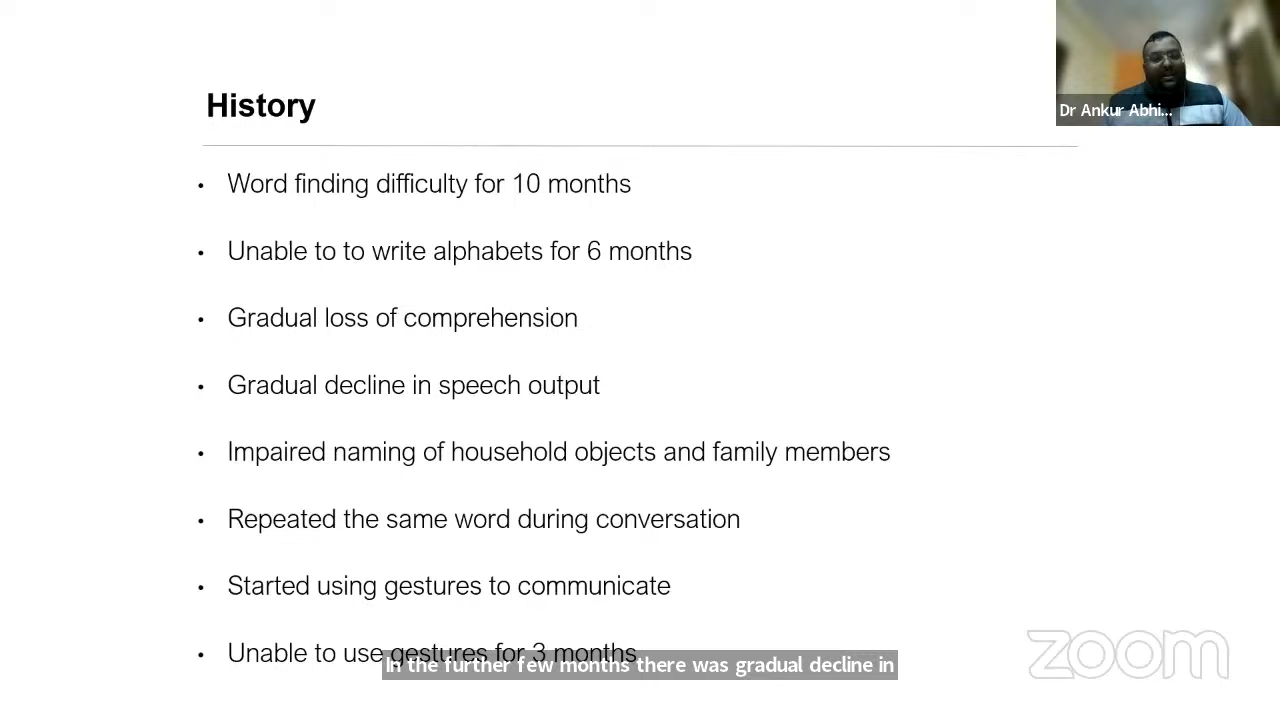 Dr Ankur Abhi...
History
• Word finding difficulty for 10 months
• Unable to to write alphabets for 6 months
• Gradual loss of comprehension
• Gradual decline in speech output
• Impaired naming of household objects and family members
• Repeated the same word during conversation
• Started using gestures to communicate
• Unable to use gestures for 3 months
In the further few months there was gradual decline in
zoom